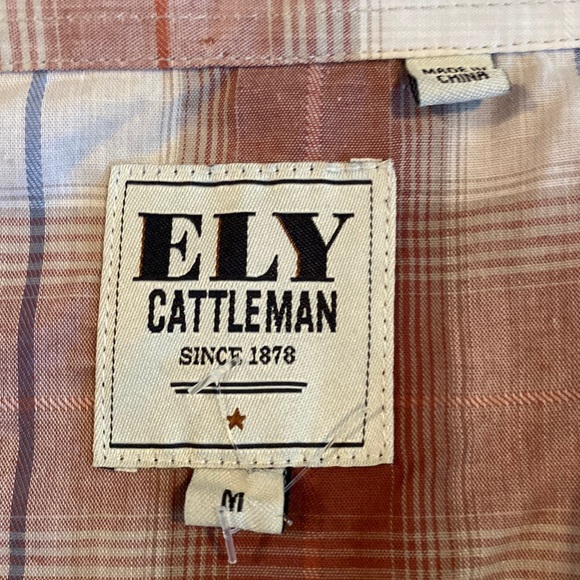 MADE IN
CHINA
ELY
CATTLEMAN
SINCE 1878
M